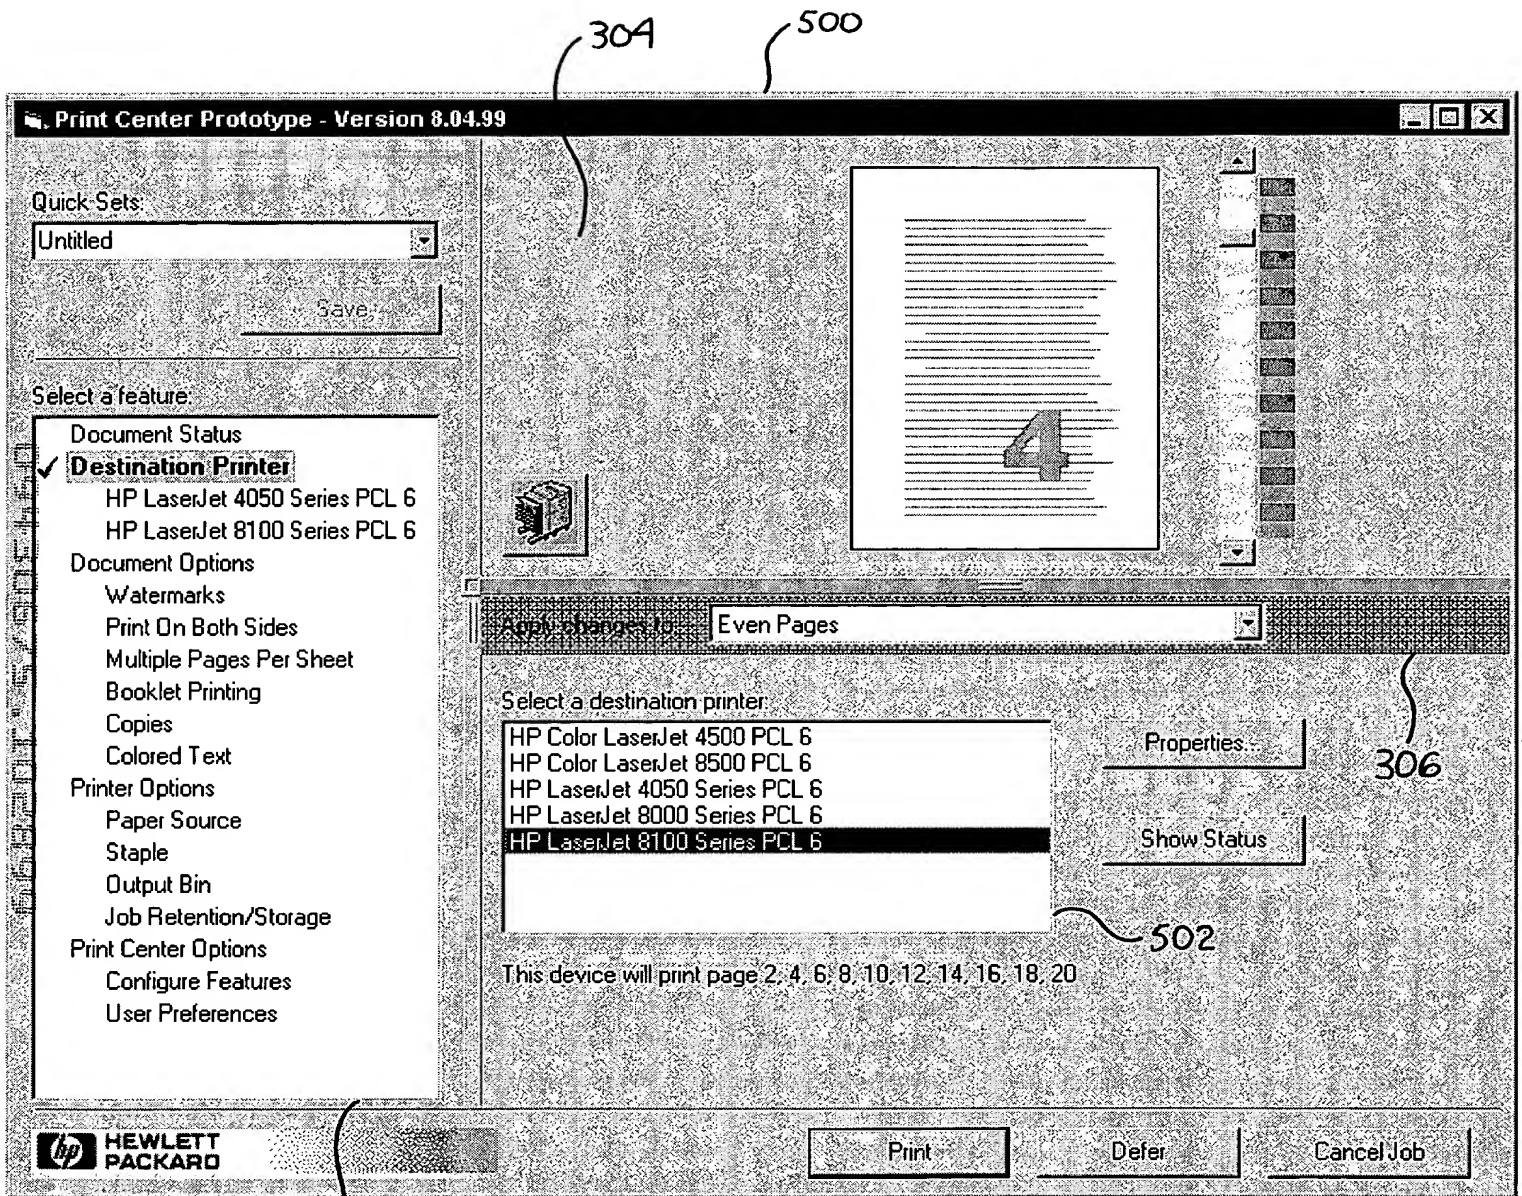 304
500
Print Center Prototype - Version 8.04.99
Quick Sets:
Untitled
Save
Select a feature:
Document Status
Destination Printer
HP LaserJet 4050 Series PCL 6
HP LaserJet 8100 Series PCL 6
Document Options
Watermarks
Print On Both Sides
Multiple Pages Per Sheet
Booklet Printing
Copies
Colored Text
Printer Options
Paper Source
Staple
Output Bin
Job Retention/Storage
Print Center Options
Configure Features
User Preferences
4
Apply changes to:
Even Pages
306
Select a destination printer:
HP Color LaserJet 4500 PCL 6
HP Color LaserJet 8500 PCL 6
HP LaserJet 4050 Series PCL 6
HP LaserJet 8000 Series PCL 6
HP LaserJet 8100 Series PCL 6
Properties...
Show Status
502
This device will print page 2, 4, 6, 8, 10, 12, 14, 16, 18, 20
hp HEWLETT
PACKARD
Print
Defer
Cancel Job